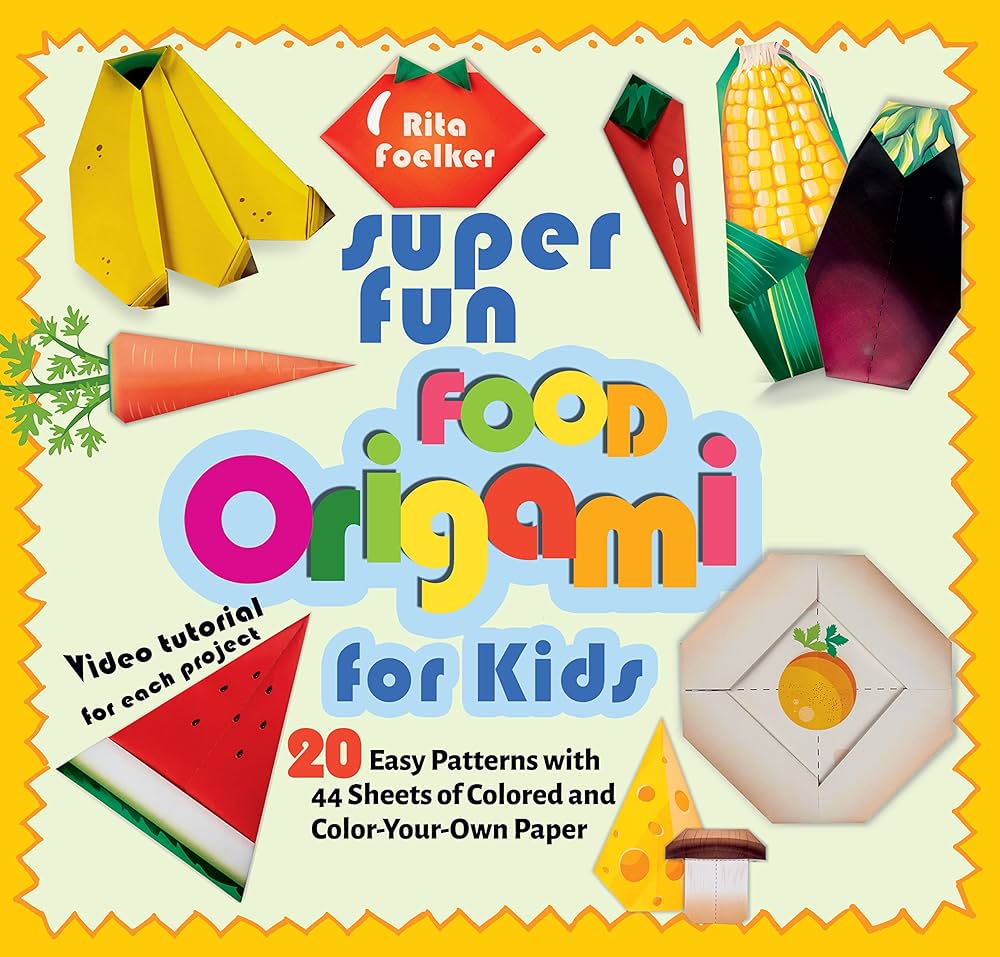 Rita
Foelker
super
fun
FOOD
Origami
for Kids
Video tutorial
for each project
20 Easy Patterns with
44 Sheets of Colored and
Color-Your-Own Paper